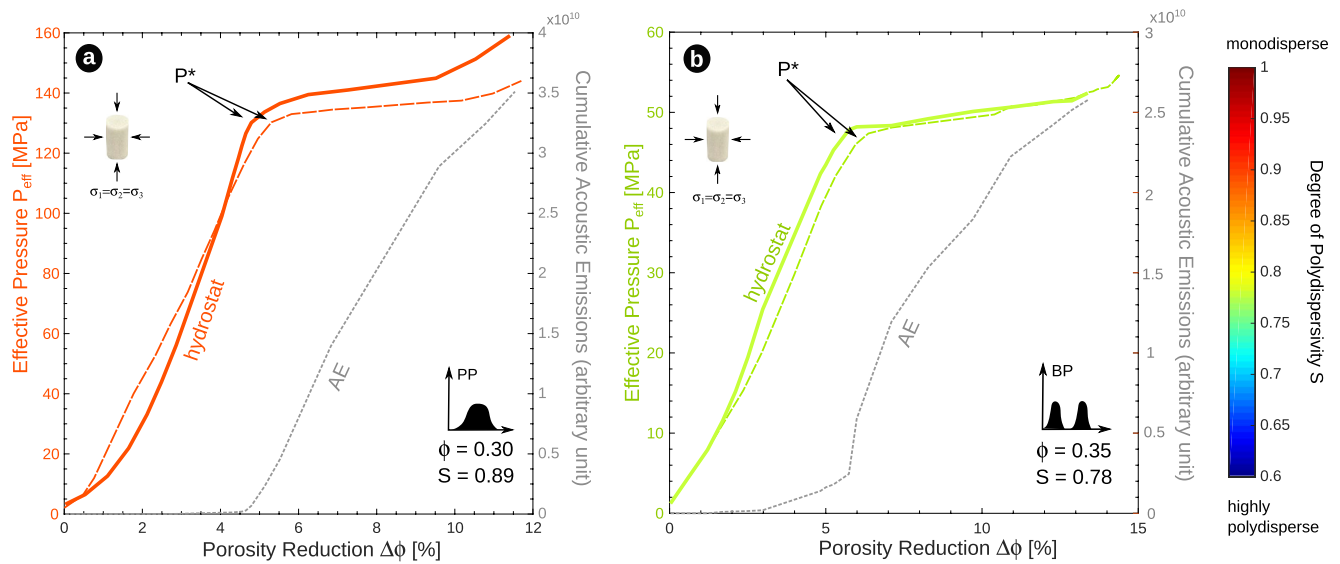 a
P*
σ1=σ2=σ3
hydrostat
AE
PP
ϕ = 0.30
S = 0.89
Effective Pressure Peff [MPa]
160
140
120
100
80
60
40
20
0
0
2
4
6
8
10
12
Porosity Reduction Δϕ [%]
x10^10
4
3.5
3
2.5
2
1.5
1
0.5
0
Cumulative Acoustic Emissions (arbitrary unit)
b
P*
σ1=σ2=σ3
hydrostat
AE
BP
ϕ = 0.35
S = 0.78
Effective Pressure Peff [MPa]
60
50
40
30
20
10
0
0
5
10
15
Porosity Reduction Δϕ [%]
x10^10
3
2.5
2
1.5
1
0.5
0
Cumulative Acoustic Emissions (arbitrary unit)
monodisperse
1
0.95
0.9
0.85
0.8
0.75
0.7
0.65
0.6
Degree of Polydispersivity S
highly
polydisperse